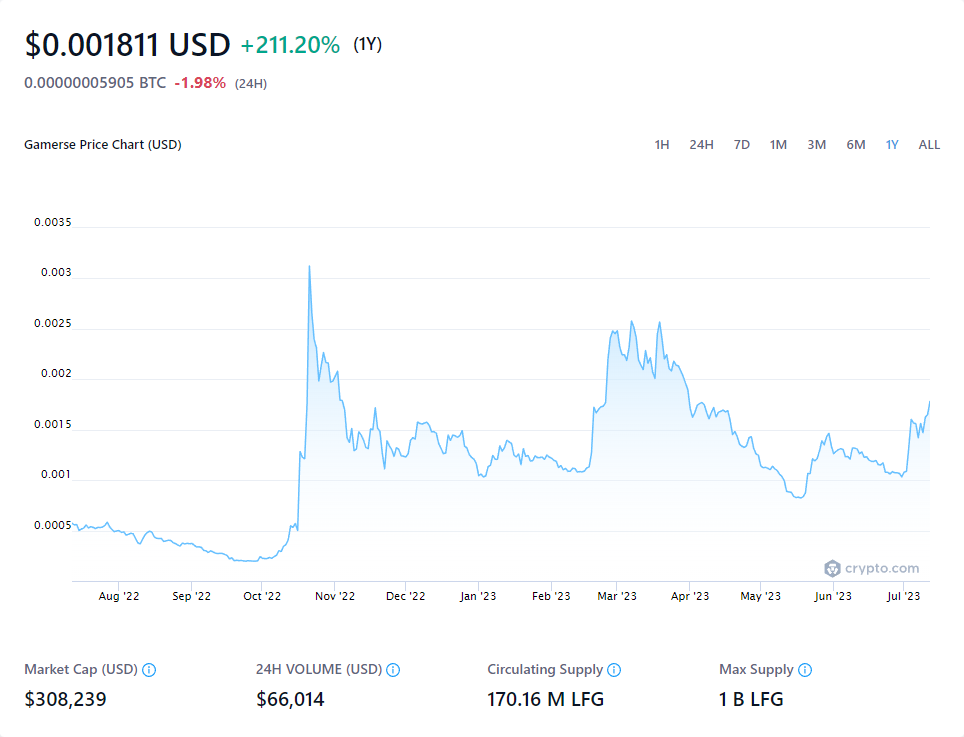 $0.001811 USD +211.20% (1Y)
0.00000005905 BTC -1.98% (24H)
Gamerse Price Chart (USD) 1H 24H 7D 1M 3M 6M 1Y ALL
0.0035
0.003
0.0025
0.002
0.0015
0.001
0.0005
crypto.com
Aug '22 Sep '22 Oct '22 Nov '22 Dec '22 Jan '23 Feb '23 Mar '23 Apr '23 May '23 Jun '23 Jul '23
Market Cap (USD) 24H VOLUME (USD) Circulating Supply Max Supply
$308,239 $66,014 170.16 M LFG 1 B LFG